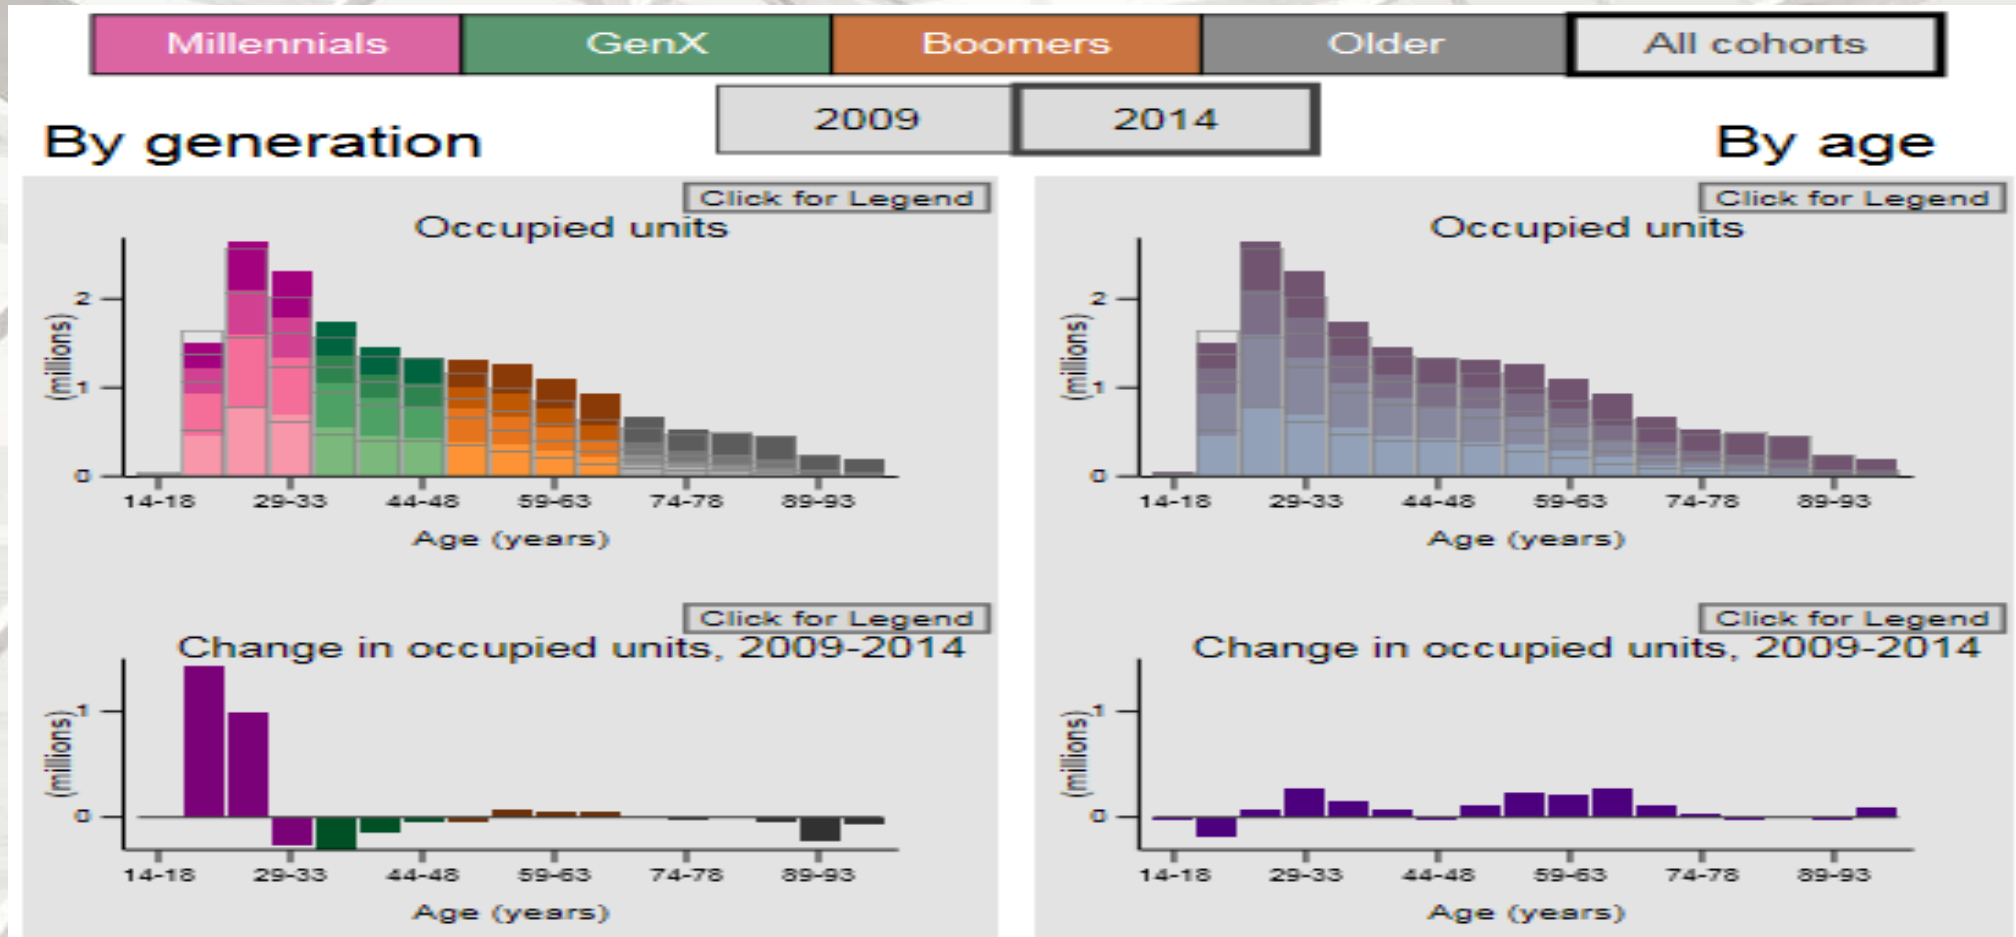 Millennials GenX Boomers Older All cohorts
2009 2014
By generation By age
Click for Legend
Occupied units
(millions)
2
1
0
14-18 29-33 44-48 59-63 74-78 89-93
Age (years)
Click for Legend
Occupied units
(millions)
2
1
0
14-18 29-33 44-48 59-63 74-78 89-93
Age (years)
Click for Legend
Change in occupied units, 2009-2014
(millions)
1
0
14-18 29-33 44-48 59-63 74-78 89-93
Age (years)
Click for Legend
Change in occupied units, 2009-2014
(millions)
1
0
14-18 29-33 44-48 59-63 74-78 89-93
Age (years)